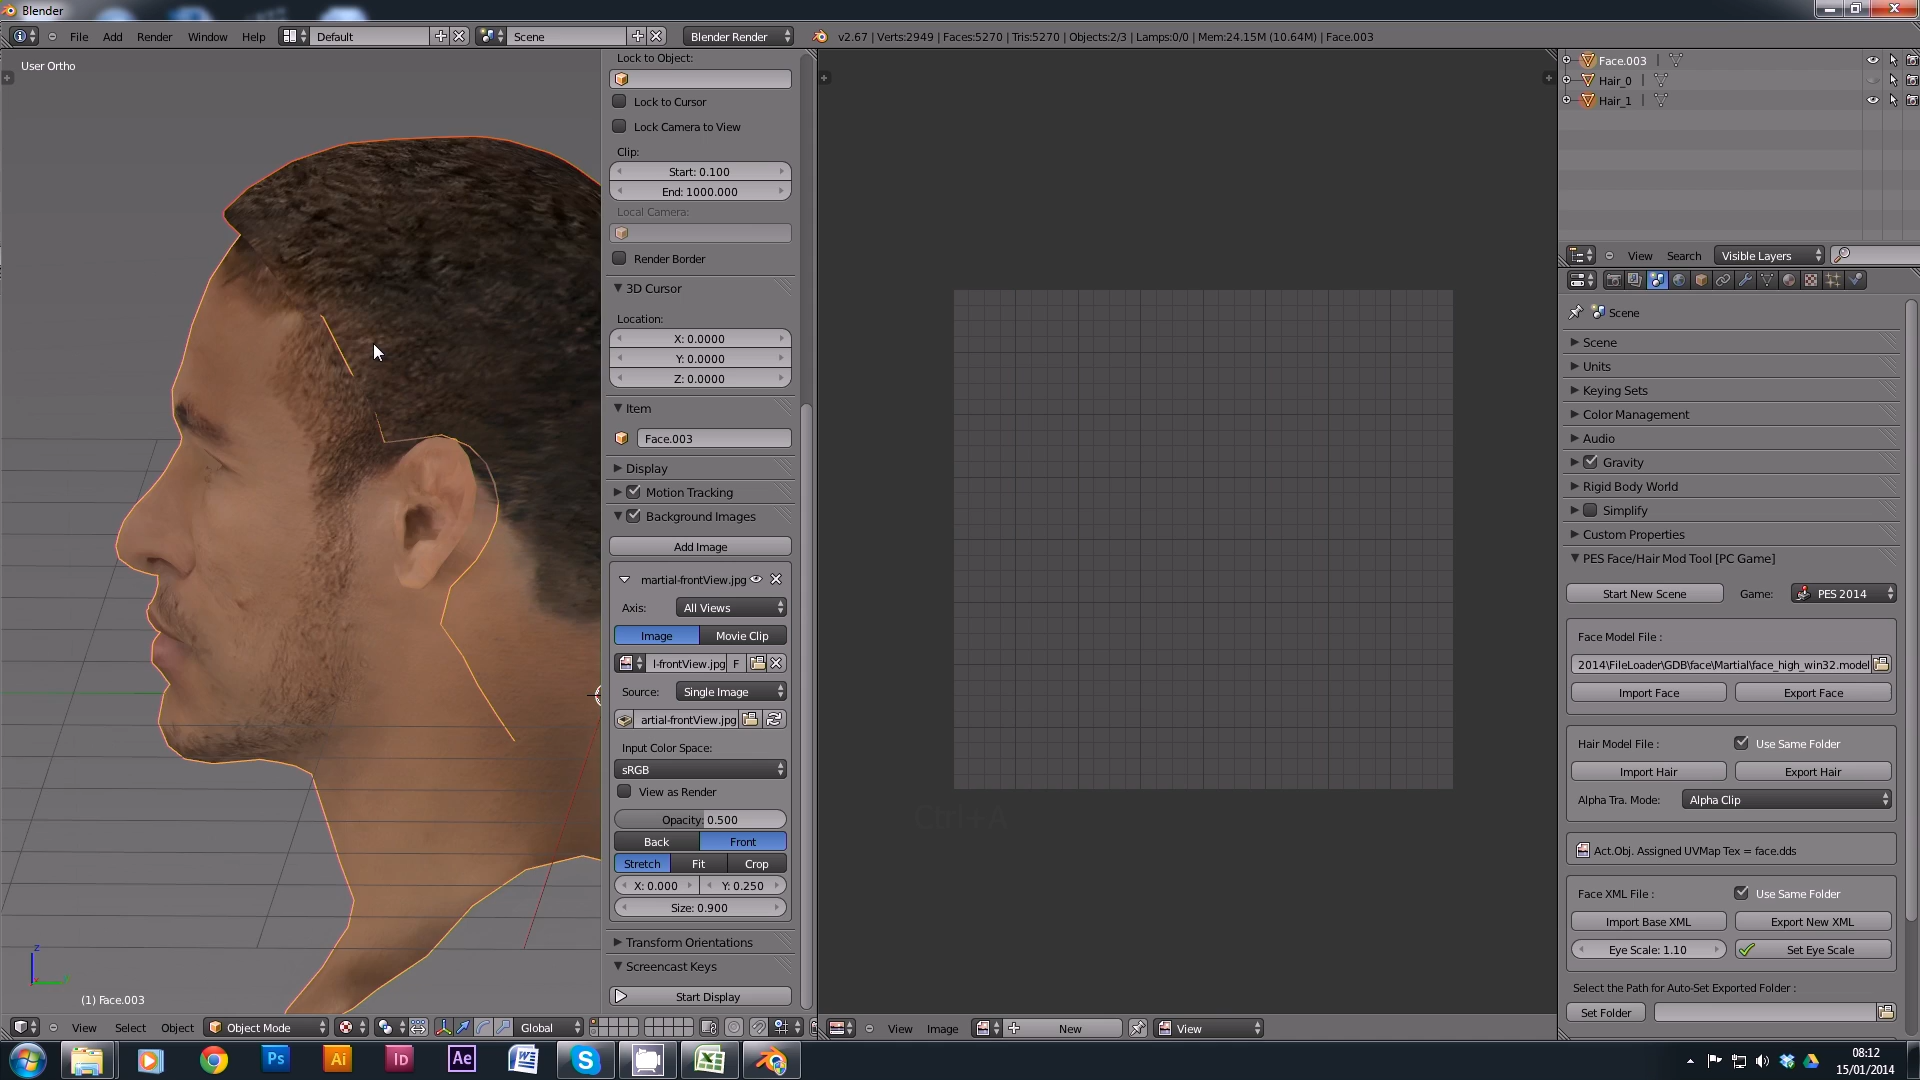 Blender
File Add Render Window Help Default Scene Blender Render v2.67 | Verts:2949 | Faces:5270 | Tris:5270 | Objects:2/3 | Lamps:0/0 | Mem:24.15M (10.64M) | Face.003
User Ortho
Lock to Object:
Lock to Cursor
Lock Camera to View
Clip:
Start: 0.100
End: 1000.000
Local Camera:
Render Border
3D Cursor
Location:
X: 0.0000
Y: 0.0000
Z: 0.0000
Item
Face.003
Display
Motion Tracking
Background Images
Add Image
martial-frontView.jpg
Axis: All Views
Image Movie Clip
l-frontView.jpg F
Source: Single Image
artial-frontView.jpg
Input Color Space:
sRGB
View as Render
Opacity: 0.500
Back Front
Stretch Fit Crop
X: 0.000 Y: 0.250
Size: 0.900
Transform Orientations
Screencast Keys
Start Display
z
(1) Face.003
View Select Object Object Mode Global
Ctrl+A
View Image New View
Face.003
Hair_0
Hair_1
View Search Visible Layers
Scene
Scene
Units
Keying Sets
Color Management
Audio
Gravity
Rigid Body World
Simplify
Custom Properties
PES Face/Hair Mod Tool [PC Game]
Start New Scene Game: PES 2014
Face Model File :
2014\FileLoader\GDB\face\Martial\face_high_win32.model
Import Face Export Face
Hair Model File : Use Same Folder
Import Hair Export Hair
Alpha Tra. Mode: Alpha Clip
Act.Obj. Assigned UVMap Tex = face.dds
Face XML File : Use Same Folder
Import Base XML Export New XML
Eye Scale: 1.10 Set Eye Scale
Select the Path for Auto-Set Exported Folder :
Set Folder
Ps Ai Id Ae W S
08:12
15/01/2014